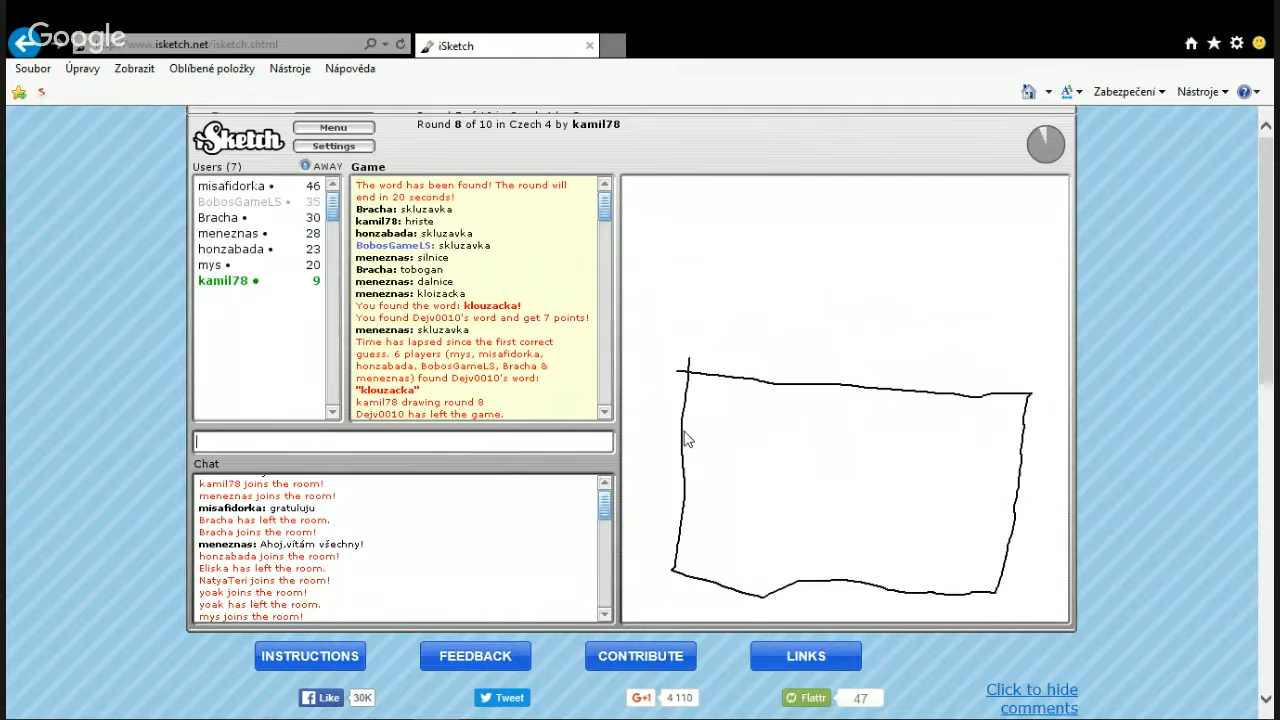 Google
www.isketch.net/isketch.shtml
iSketch
Soubor Úpravy Zobrazit Oblíbené položky Nástroje Nápověda
Zabezpečení Nástroje
iSketch
Menu
Settings
Round 8 of 10 in Czech 4 by kamil78
Users (7) AWAY Game
misafidorka • 46
BobosGameLS • 35
Bracha • 30
meneznas • 28
honzabada • 23
mys • 20
kamil78 • 9
The word has been found! The round will
end in 20 seconds!
Bracha: skluzavka
kamil78: hriste
honzabada: skluzavka
BobosGameLS: skluzavka
meneznas: silnice
Bracha: tobogan
meneznas: dalnice
meneznas: kloizacka
You found the word: klouzacka!
You found Dejv0010's word and get 7 points!
meneznas: skluzavka
Time has lapsed since the first correct
guess. 6 players (mys, misafidorka,
honzabada, BobosGameLS, Bracha &
meneznas) found Dejv0010's word:
"klouzacka"
kamil78 drawing round 8
Dejv0010 has left the game.
Chat
kamil78 joins the room!
meneznas joins the room!
misafidorka: gratuluju
Bracha has left the room.
Bracha joins the room!
meneznas: Ahoj,vítám všechny!
honzabada joins the room!
Eliska has left the room.
NatyaTeri joins the room!
yoak joins the room!
yoak has left the room.
mys joins the room!
INSTRUCTIONS FEEDBACK CONTRIBUTE LINKS
Like 30K Tweet G+1 4 110 Flattr 47
Click to hide
comments